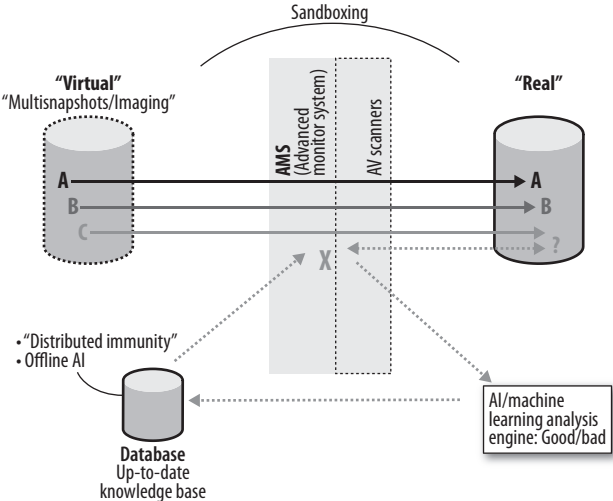 Sandboxing
“Virtual”
“Multisnapshots/Imaging”
“Real”
AMS
(Advanced
monitor system)
AV scanners
A
A
B
B
C
?
X
• “Distributed immunity”
• Offline AI
Database
Up-to-date
knowledge base
AI/machine
learning analysis
engine: Good/bad